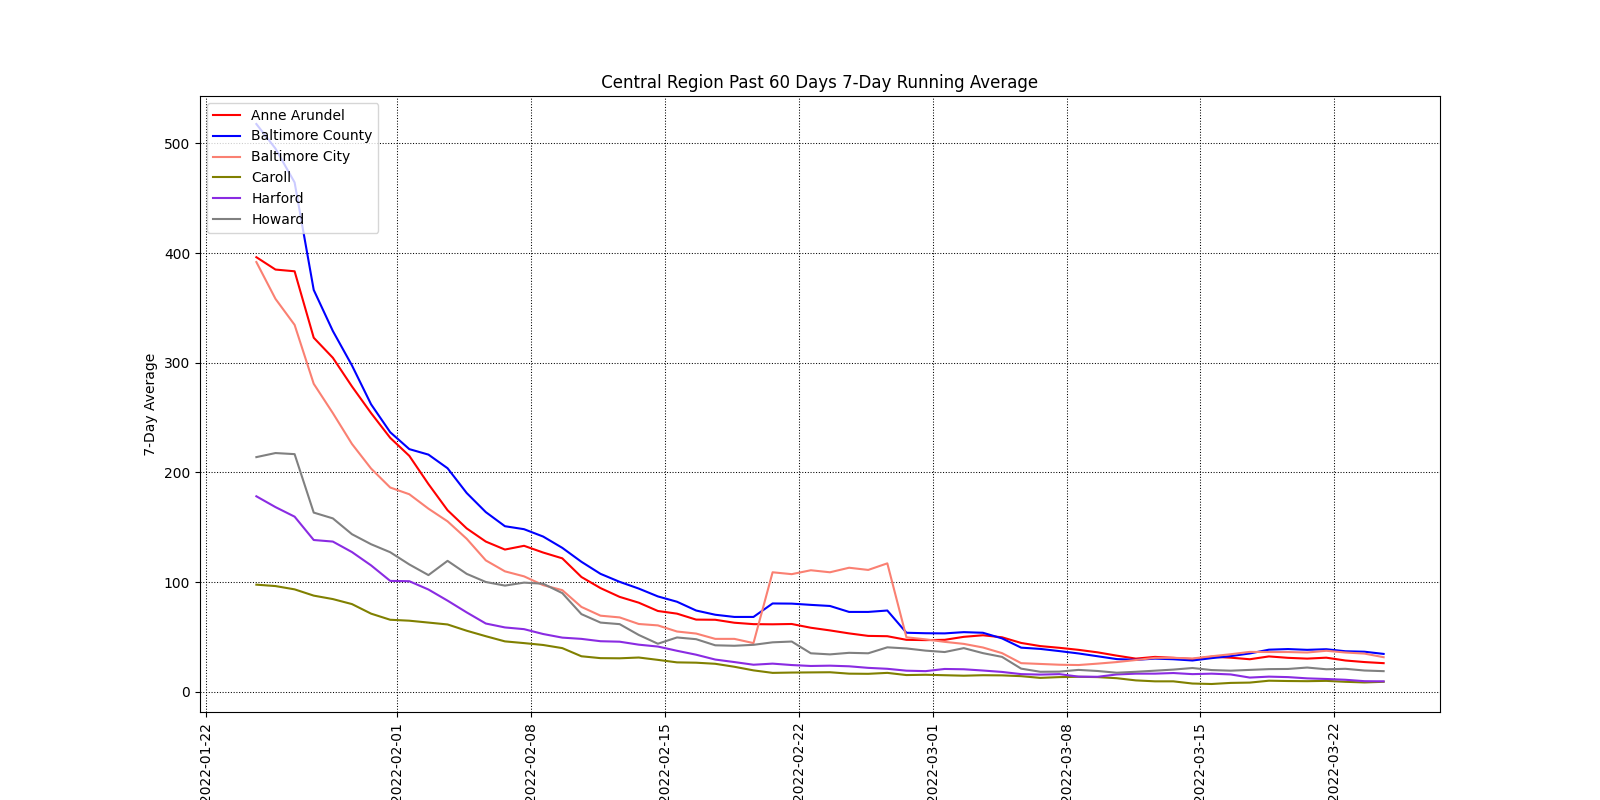 Central Region Past 60 Days 7-Day Running Average
Anne Arundel
Baltimore County
Baltimore City
Caroll
Harford
Howard
500
400
300
200
100
0
7-Day Average
2022-01-22
2022-02-01
2022-02-08
2022-02-15
2022-02-22
2022-03-01
2022-03-08
2022-03-15
2022-03-22